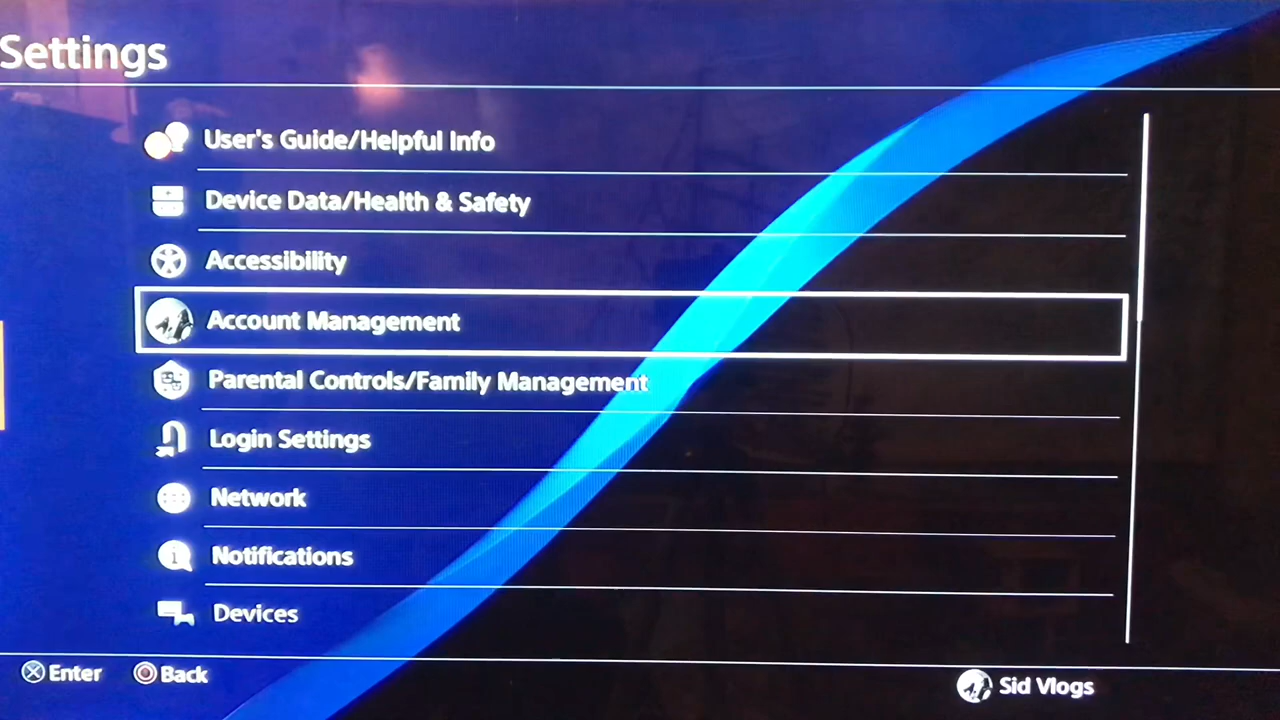 Settings
User's Guide/Helpful Info
Device Data/Health & Safety
Accessibility
Account Management
Parental Controls/Family Management
Login Settings
Network
Notifications
Devices
Enter
Back
Sid Vlogs